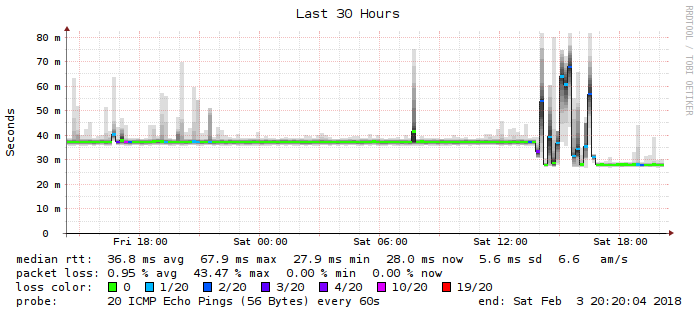 Last 30 Hours
RRDTOOL / TOBI OETIKER
Seconds
80 m
70 m
60 m
50 m
40 m
30 m
20 m
10 m
0
Fri 18:00 Sat 00:00 Sat 06:00 Sat 12:00 Sat 18:00
median rtt: 36.8 ms avg 67.9 ms max 27.9 ms min 28.0 ms now 5.6 ms sd 6.6 am/s
packet loss: 0.95 % avg 43.47 % max 0.00 % min 0.00 % now
loss color: 0 1/20 2/20 3/20 4/20 10/20 19/20
probe: 20 ICMP Echo Pings (56 Bytes) every 60s end: Sat Feb 3 20:20:04 2018